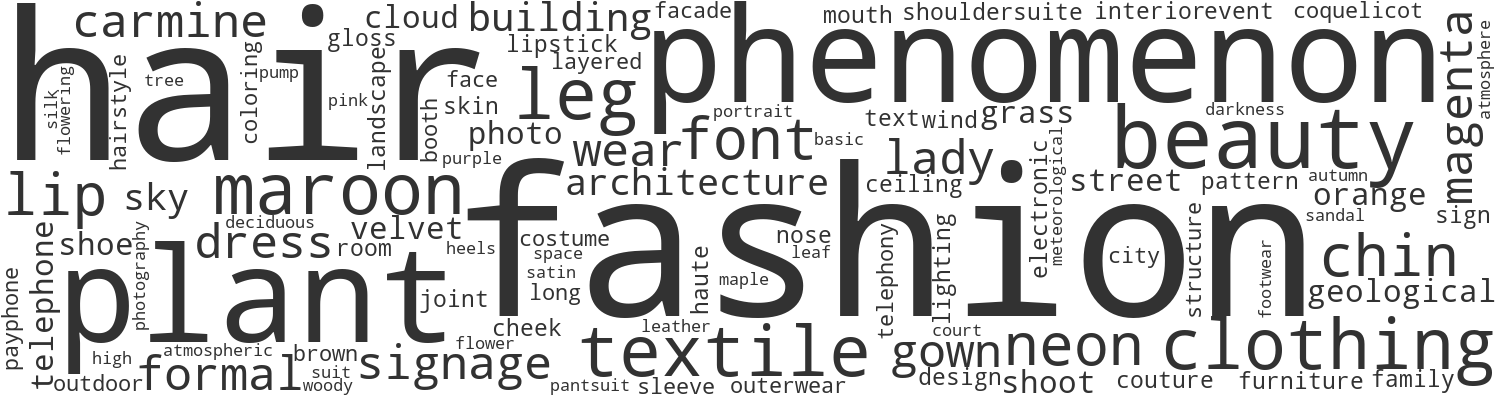 hair
phenomenon
fashion
plant
carmine
cloud
building
facade
mouth
shouldersuite
interiorevent
coquelicot
magenta
atmosphere
gloss
lipstick
layered
silk
flowering
hairstyle
tree
coloring
pump
pink
landscape
face
skin
booth
purple
leg
photo
portrait
font
basic
text
wind
grass
darkness
beauty
wear
lady
electronic
meteorological
street
pattern
autumn
orange
sandal
sign
lip
sky
maroon
architecture
ceiling
shoe
deciduous
dress
velvet
room
heels
costume
space
satin
long
nose
leaf
maple
haute
telephony
lighting
city
structure
footwear
chin
geological
payphone
telephone
photography
joint
cheek
leather
flower
textile
court
gown
neon
clothing
high
outdoor
atmospheric
formal
brown
suit
woody
signage
pantsuit
sleeve
outerwear
design
shoot
couture
furniture
family